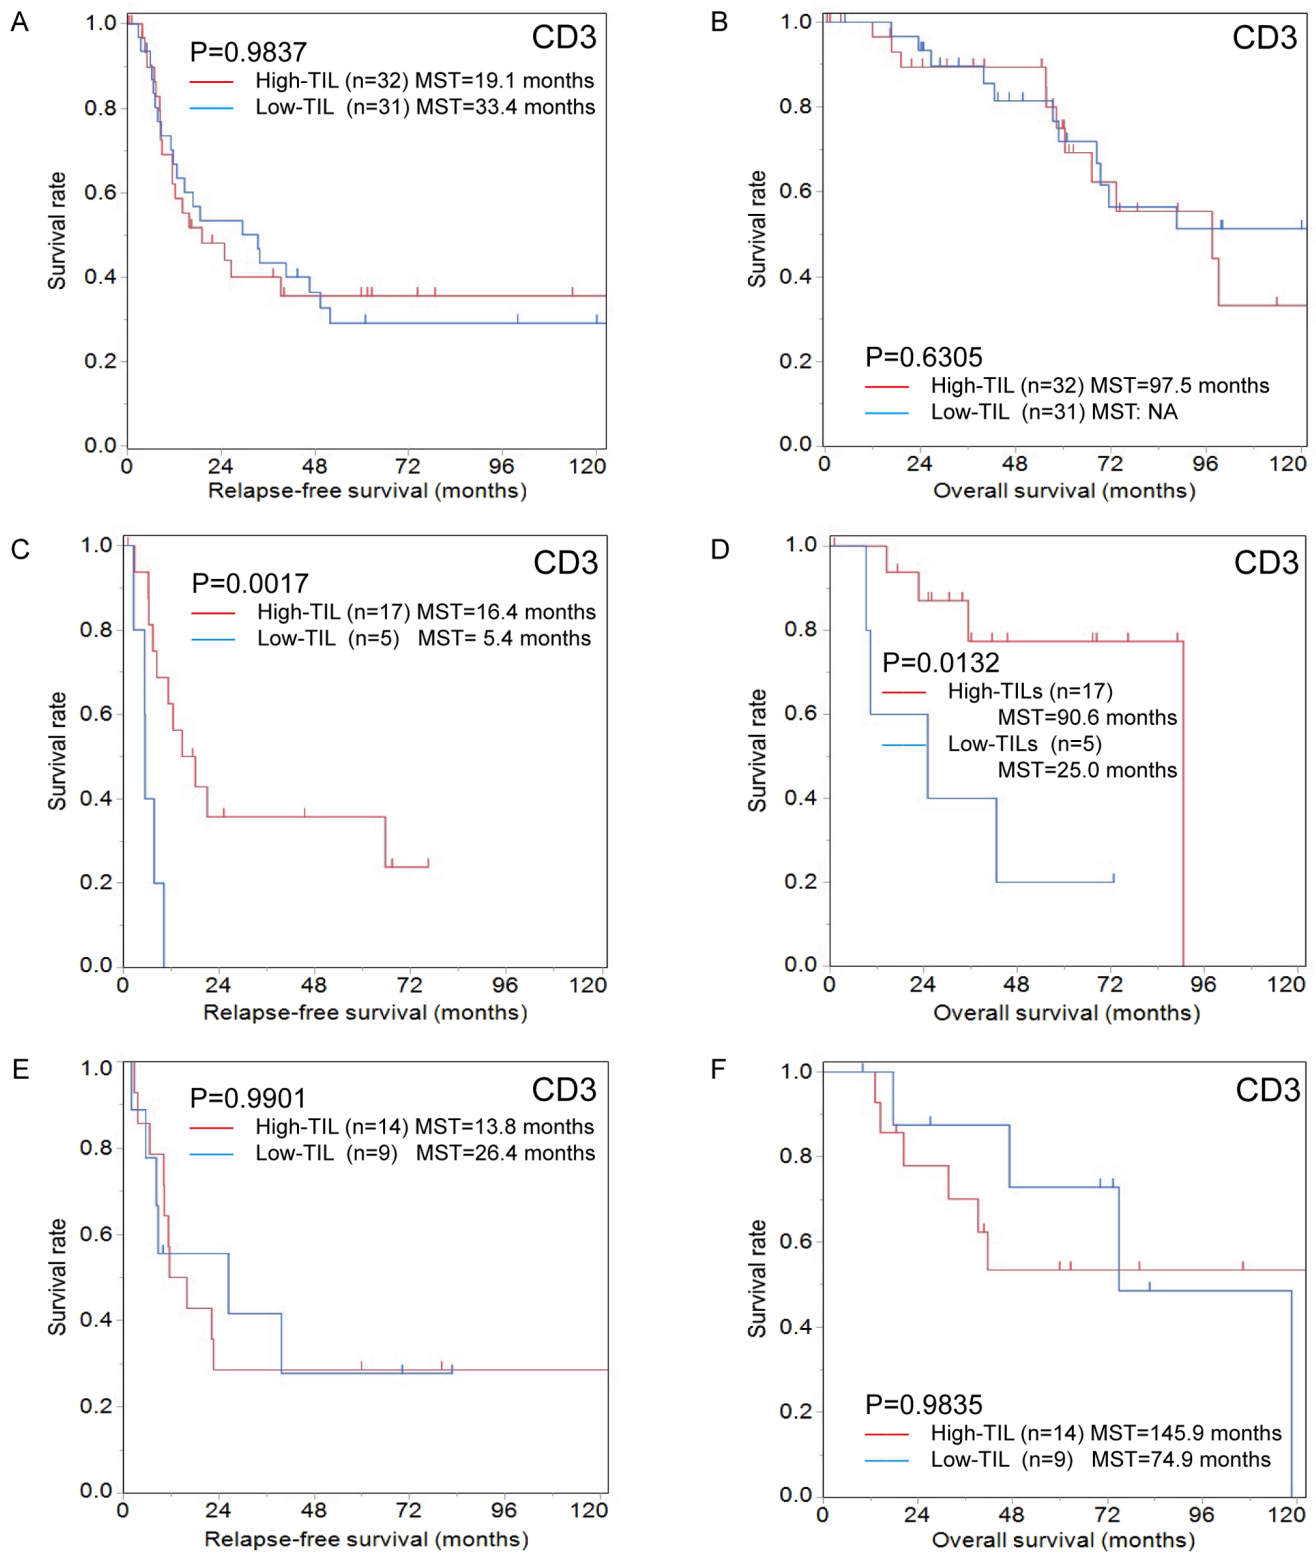 A
CD3
P=0.9837
High-TIL (n=32) MST=19.1 months
Low-TIL (n=31) MST=33.4 months
Survival rate
1.0
0.8
0.6
0.4
0.2
0.0
0 24 48 72 96 120
Relapse-free survival (months)
B
CD3
Survival rate
1.0
0.8
0.6
0.4
0.2
0.0
P=0.6305
High-TIL (n=32) MST=97.5 months
Low-TIL (n=31) MST: NA
0 24 48 72 96 120
Overall survival (months)
C
CD3
P=0.0017
High-TIL (n=17) MST=16.4 months
Low-TIL (n=5) MST= 5.4 months
Survival rate
1.0
0.8
0.6
0.4
0.2
0.0
0 24 48 72 96 120
Relapse-free survival (months)
D
CD3
P=0.0132
High-TILs (n=17)
MST=90.6 months
Low-TILs (n=5)
MST=25.0 months
Survival rate
1.0
0.8
0.6
0.4
0.2
0.0
0 24 48 72 96 120
Overall survival (months)
E
CD3
P=0.9901
High-TIL (n=14) MST=13.8 months
Low-TIL (n=9) MST=26.4 months
Survival rate
1.0
0.8
0.6
0.4
0.2
0.0
0 24 48 72 96 120
Relapse-free survival (months)
F
CD3
Survival rate
1.0
0.8
0.6
0.4
0.2
0.0
P=0.9835
High-TIL (n=14) MST=145.9 months
Low-TIL (n=9) MST=74.9 months
0 24 48 72 96 120
Overall survival (months)